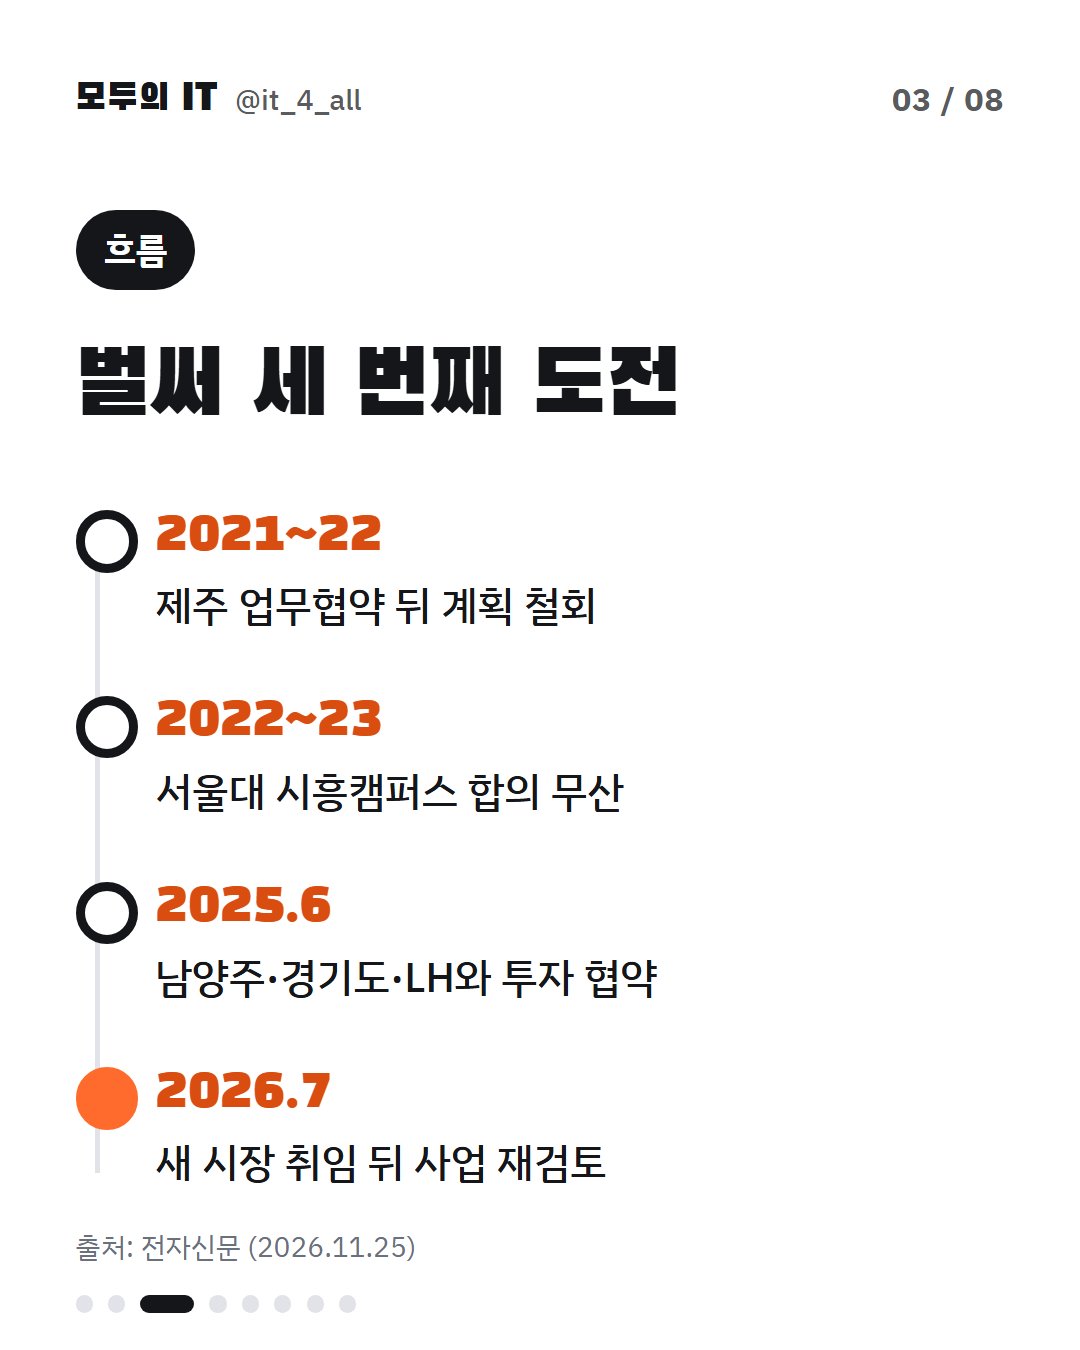 모두의 IT @it_4_all
03 / 08
흐름
벌써 세 번째 도전
2021~22
제주 업무협약 뒤 계획 철회
2022~23
서울대 시흥캠퍼스 합의 무산
2025.6
남양주·경기도·LH와 투자 협약
2026.7
새 시장 취임 뒤 사업 재검토
출처: 전자신문 (2026.11.25)